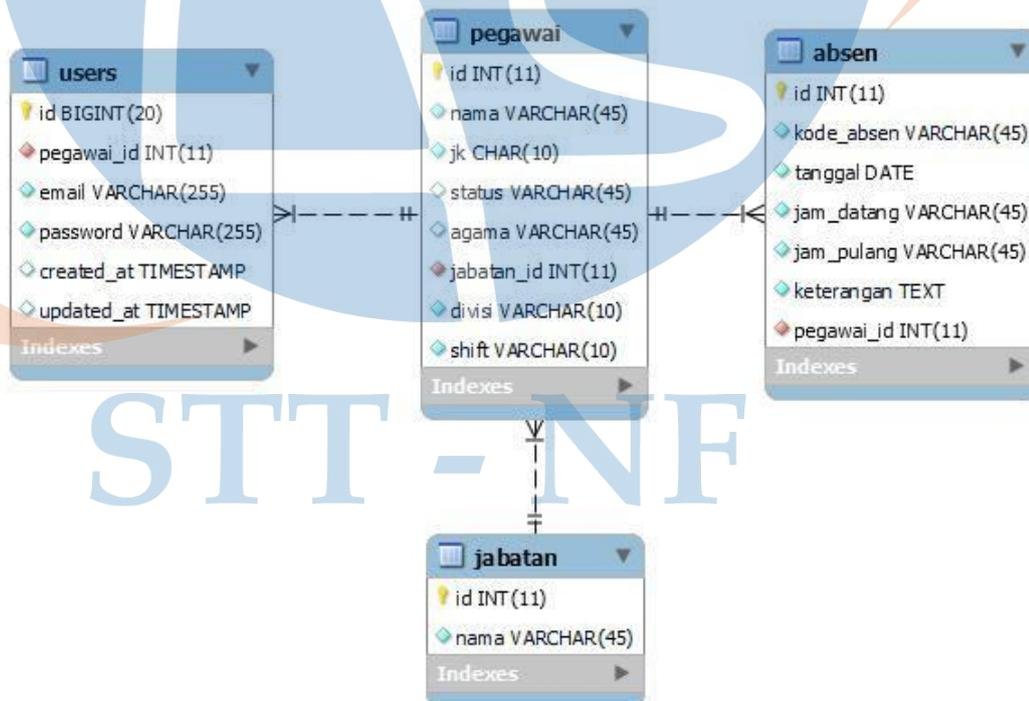 users
id BIGINT(20)
pegawai_id INT(11)
email VARCHAR(255)
password VARCHAR(255)
created_at TIMESTAMP
updated_at TIMESTAMP
Indexes
pegawai
id INT(11)
nama VARCHAR(45)
jk CHAR(10)
status VARCHAR(45)
agama VARCHAR(45)
jabatan_id INT(11)
divisi VARCHAR(10)
shift VARCHAR(10)
Indexes
absen
id INT(11)
kode_absen VARCHAR(45)
tanggal DATE
jam_datang VARCHAR(45)
jam_pulang VARCHAR(45)
keterangan TEXT
pegawai_id INT(11)
Indexes
STT - NF
jabatan
id INT(11)
nama VARCHAR(45)
Indexes